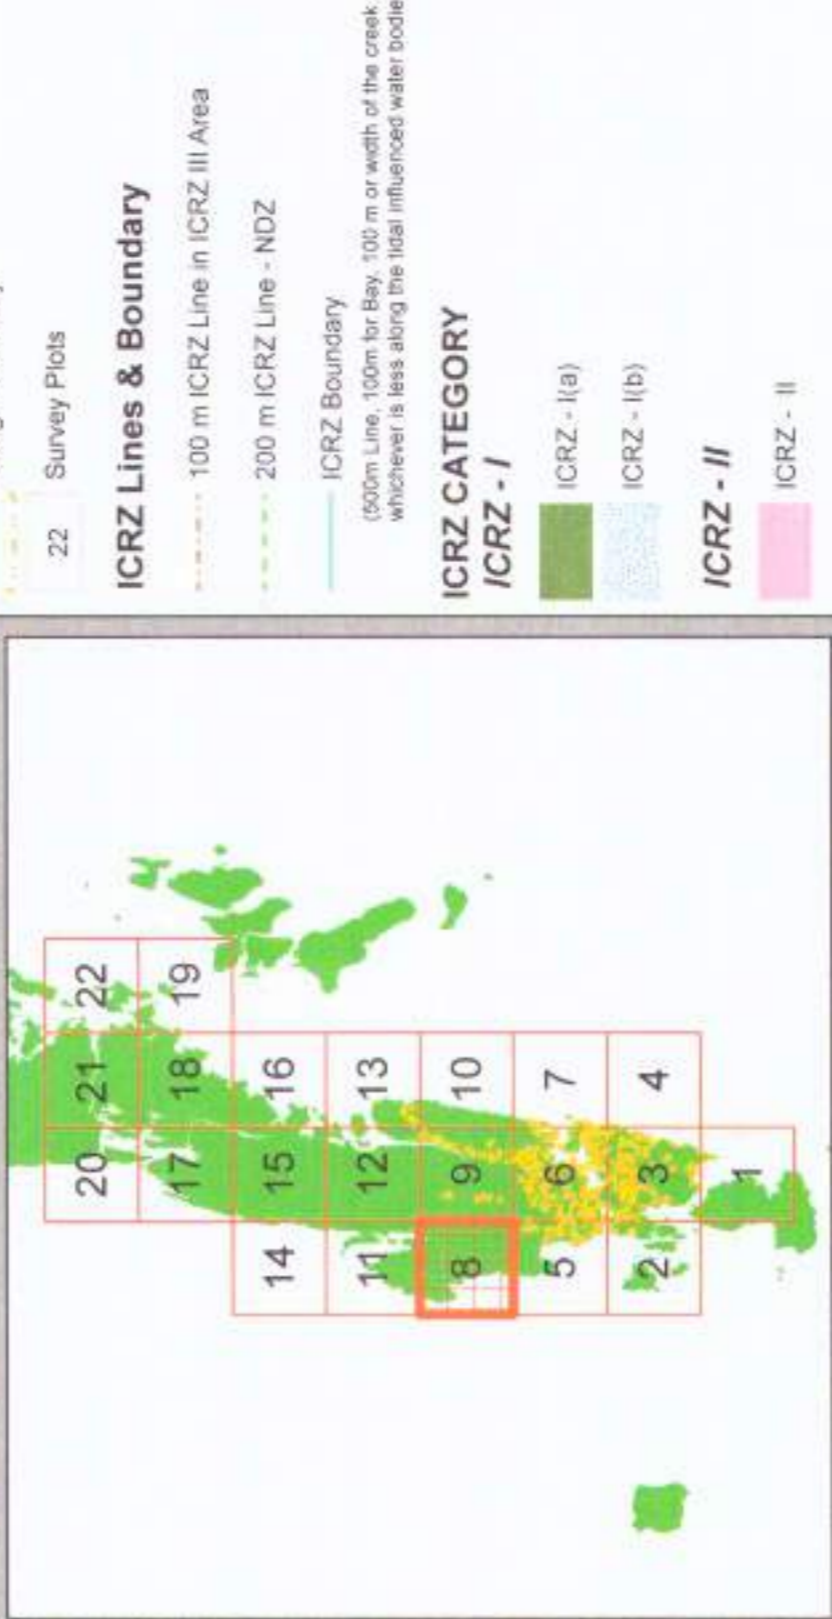 22 Survey Plots
ICRZ Lines & Boundary
100 m ICRZ Line in ICRZ III Area
200 m ICRZ Line - NDZ
ICRZ Boundary
(500m Line, 100m for Bay, 100 m or width of the creek
whichever is less along the tidal influenced water
ICRZ CATEGORY
ICRZ - I
ICRZ - I(a)
ICRZ - I(b)
ICRZ - II
ICRZ - II
20 21 22
17 18 19
14 15 16
11 12 13
8 9 10
5 6 7
2 3 4
1